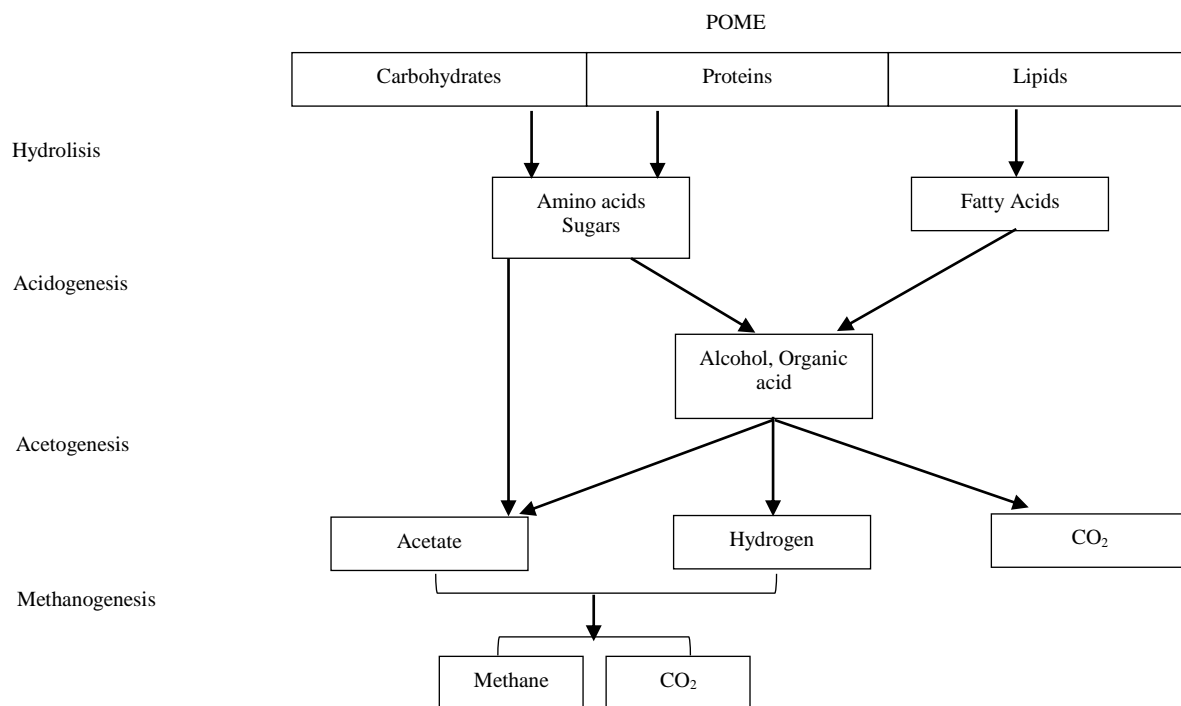 POME
Carbohydrates
Proteins
Lipids
Hydrolisis
Amino acids
Sugars
Fatty Acids
Acidogenesis
Alcohol, Organic
acid
Acetogenesis
Acetate
Hydrogen
CO₂
Methanogenesis
Methane
CO₂